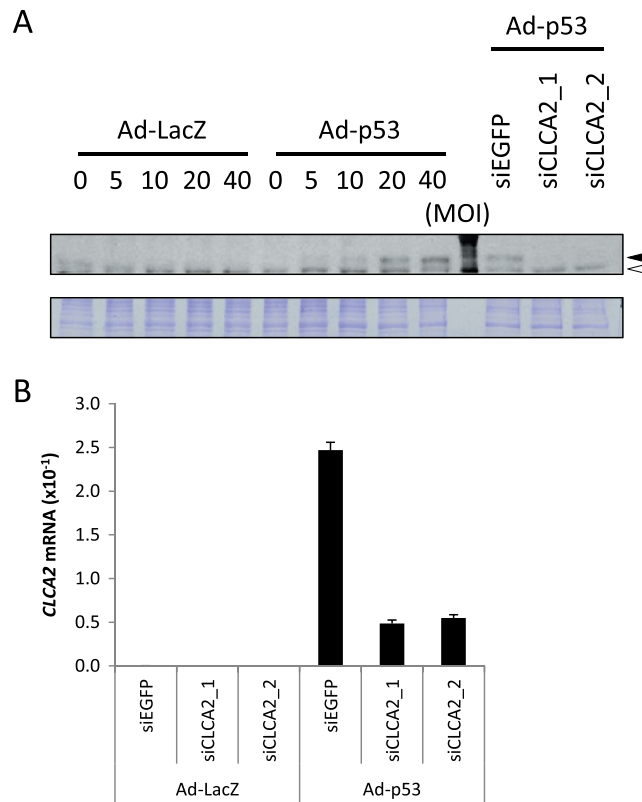 A
Ad-p53
Ad-LacZ
Ad-p53
siEGFP
siCLCA2_1
siCLCA2_2
0 5 10 20 40 0 5 10 20 40
(MOI)
B
CLCA2 mRNA (x10⁻¹)
3.0
2.5
2.0
1.5
1.0
0.5
0.0
siEGFP
siCLCA2_1
siCLCA2_2
siEGFP
siCLCA2_1
siCLCA2_2
Ad-LacZ
Ad-p53